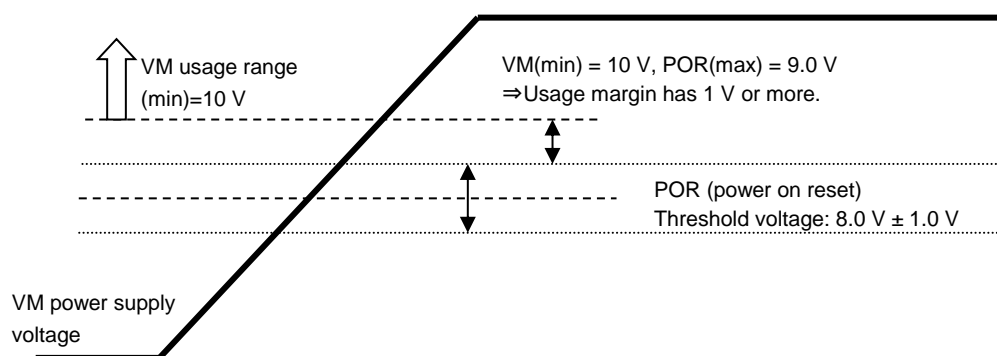 VM usage range
(min)=10 V
VM(min) = 10 V, POR(max) = 9.0 V
⇒Usage margin has 1 V or more.
POR (power on reset)
Threshold voltage: 8.0 V ± 1.0 V
VM power supply
voltage